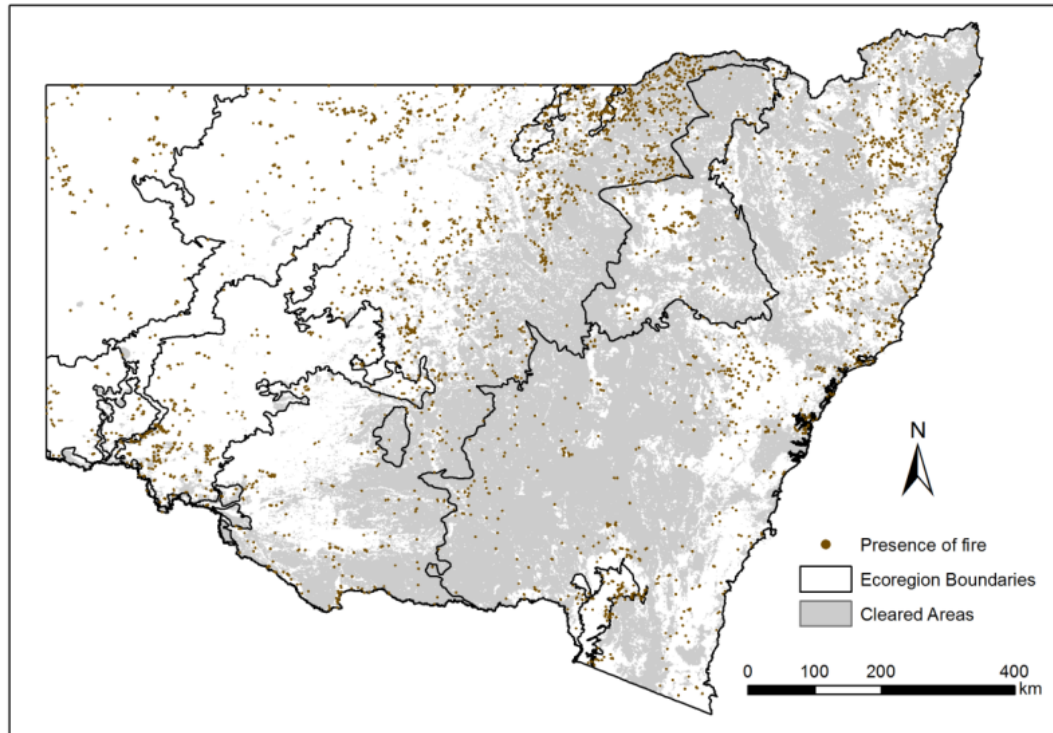 N
Presence of fire
Ecoregion Boundaries
Cleared Areas
0 100 200 400
km